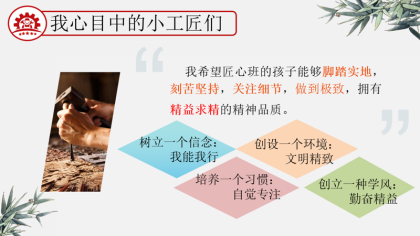 我心目中的小工匠们
我希望匠心班的孩子能够脚踏实地，
刻苦坚持，关注细节，做到极致，拥有
精益求精的精神品质。
树立一个信念：
我能我行
创设一个环境：
文明精致
培养一个习惯：
自觉专注
创立一种学风：
勤奋精益